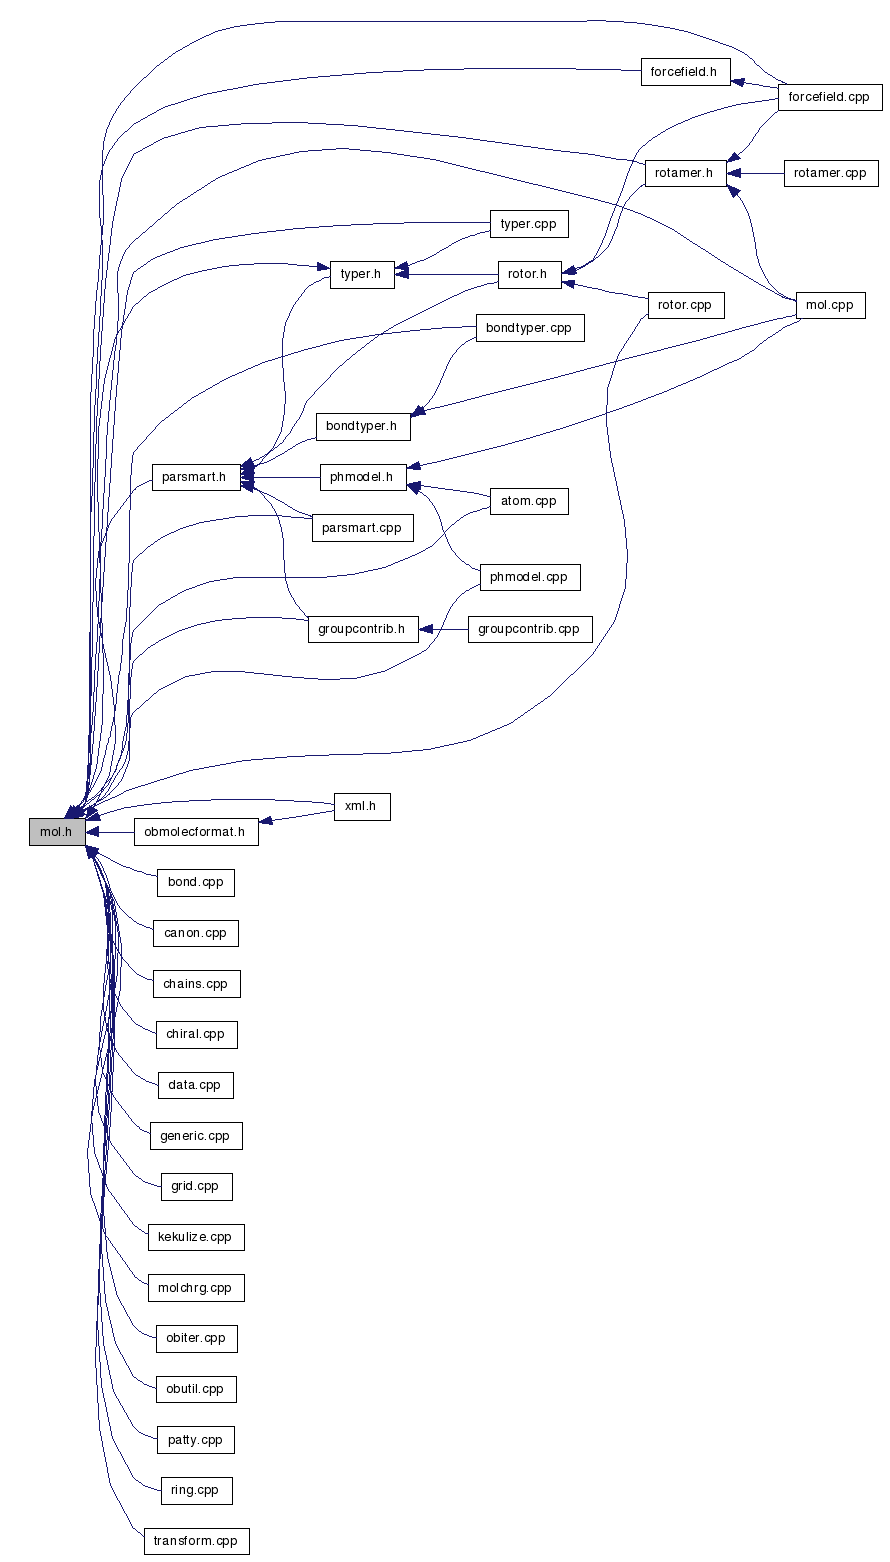 forcefield.h
forcefield.cpp
rotamer.h
rotamer.cpp
typer.cpp
typer.h
rotor.h
rotor.cpp
mol.cpp
bondtyper.cpp
bondtyper.h
parsmart.h
phmodel.h
atom.cpp
parsmart.cpp
phmodel.cpp
groupcontrib.h
groupcontrib.cpp
xml.h
mol.h
obmolecformat.h
bond.cpp
canon.cpp
chains.cpp
chiral.cpp
data.cpp
generic.cpp
grid.cpp
kekulize.cpp
molchrg.cpp
obiter.cpp
obutil.cpp
patty.cpp
ring.cpp
transform.cpp